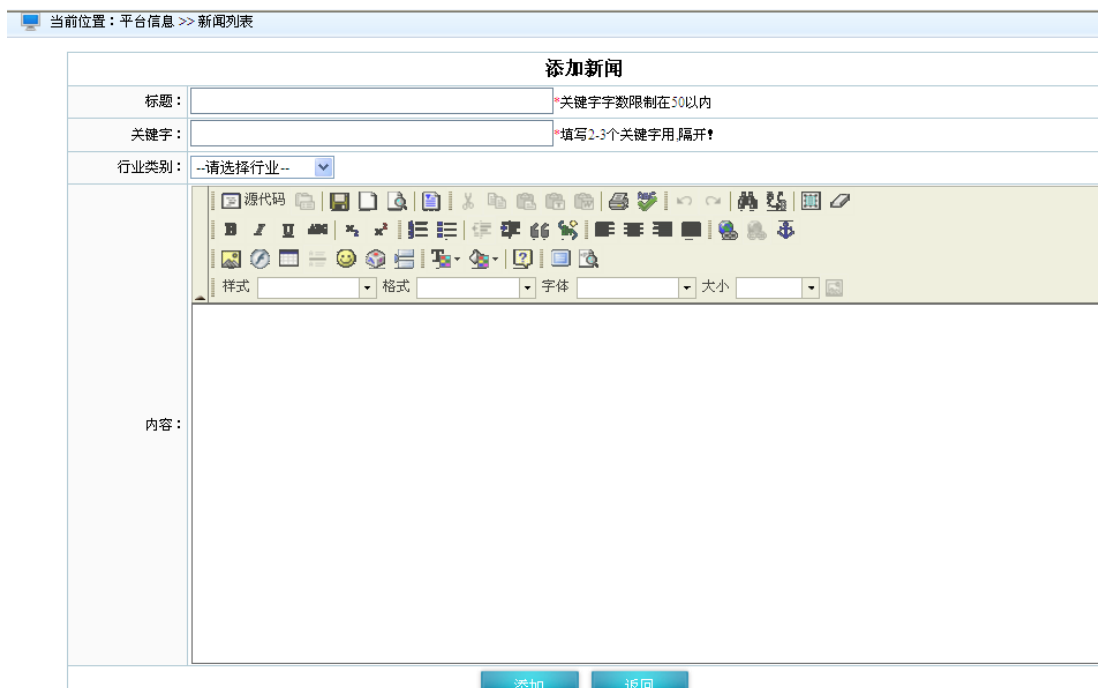 当前位置：平台信息 >> 新闻列表
添加新闻
标题： *关键字字数限制在50以内
关键字： *填写2-3个关键字用,隔开!
行业类别： --请选择行业--
源代码
样式 格式 字体 大小
内容：
添加 返回